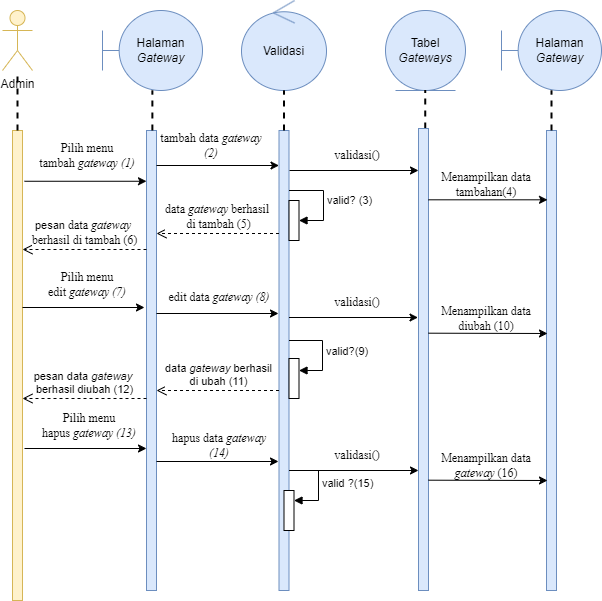 Halaman
Gateway
Validasi
Tabel
Gateways
Halaman
Gateway
Admin
Pilih menu
tambah gateway (1)
tambah data gateway
(2)
validasi()
Menampilkan data
tambahan(4)
valid? (3)
data gateway berhasil
di tambah (5)
pesan data gateway
berhasil di tambah (6)
Pilih menu
edit gateway (7)
edit data gateway (8)
validasi()
Menampilkan data
diubah (10)
valid?(9)
data gateway berhasil
di ubah (11)
pesan data gateway
berhasil diubah (12)
Pilih menu
hapus gateway (13)
hapus data gateway
(14)
validasi()
Menampilkan data
gateway (16)
valid ?(15)